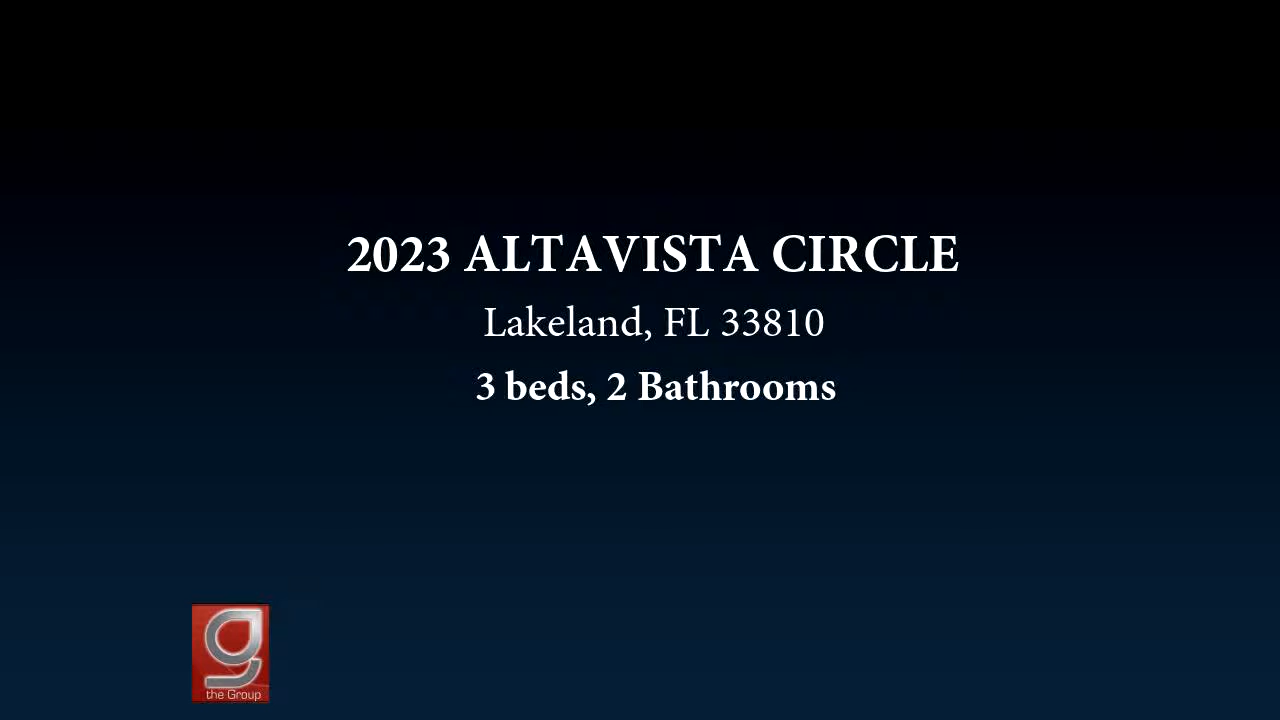 2023 ALTAVISTA CIRCLE
Lakeland, FL 33810
3 beds, 2 Bathrooms
g
the Group